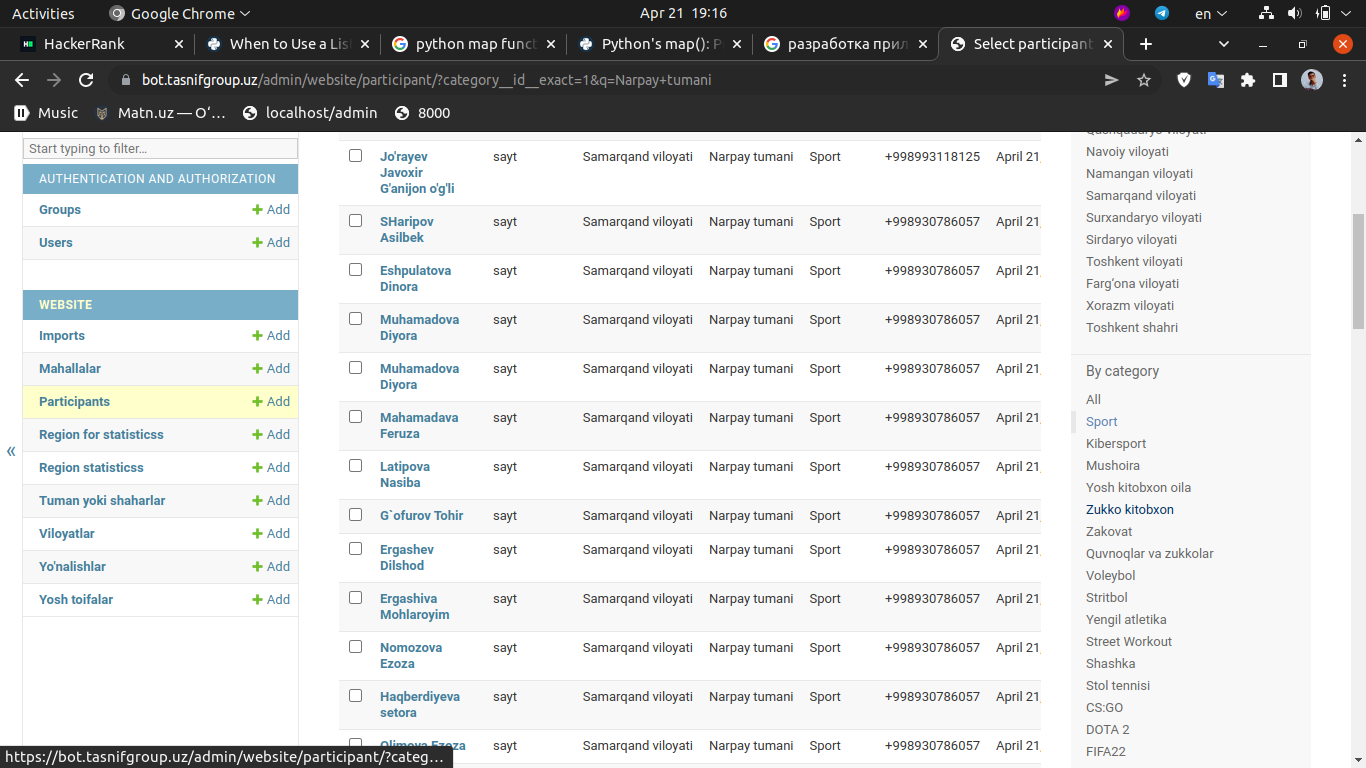 Activities Google Chrome Apr 21 19:16 en
HackerRank When to Use a Lis python map funct Python's map(): P разработка прил Select participant
bot.tasnifgroup.uz/admin/website/participant/?category__id__exact=1&q=Narpay+tumani
Music Matn.uz — Oʻ… localhost/admin 8000
Start typing to filter…
AUTHENTICATION AND AUTHORIZATION
Groups + Add
Users + Add
WEBSITE
Imports + Add
Mahallalar + Add
Participants + Add
Region for statisticss + Add
Region statisticss + Add
Tuman yoki shaharlar + Add
Viloyatlar + Add
Yo'nalishlar + Add
Yosh toifalar + Add
«
Jo'rayev Javoxir G'anijon o'g'li sayt Samarqand viloyati Narpay tumani Sport +998993118125 April 21,
SHaripov Asilbek sayt Samarqand viloyati Narpay tumani Sport +998930786057 April 21,
Eshpulatova Dinora sayt Samarqand viloyati Narpay tumani Sport +998930786057 April 21,
Muhamadova Diyora sayt Samarqand viloyati Narpay tumani Sport +998930786057 April 21,
Muhamadova Diyora sayt Samarqand viloyati Narpay tumani Sport +998930786057 April 21,
Mahamadava Feruza sayt Samarqand viloyati Narpay tumani Sport +998930786057 April 21,
Latipova Nasiba sayt Samarqand viloyati Narpay tumani Sport +998930786057 April 21,
G`ofurov Tohir sayt Samarqand viloyati Narpay tumani Sport +998930786057 April 21,
Ergashev Dilshod sayt Samarqand viloyati Narpay tumani Sport +998930786057 April 21,
Ergashiva Mohlaroyim sayt Samarqand viloyati Narpay tumani Sport +998930786057 April 21,
Nomozova Ezoza sayt Samarqand viloyati Narpay tumani Sport +998930786057 April 21,
Haqberdiyeva setora sayt Samarqand viloyati Narpay tumani Sport +998930786057 April 21,
Olimova Ezoza sayt Samarqand viloyati Narpay tumani Sport +998930786057 April 21,
Qashqadaryo viloyati
Navoiy viloyati
Namangan viloyati
Samarqand viloyati
Surxandaryo viloyati
Sirdaryo viloyati
Toshkent viloyati
Farg‘ona viloyati
Xorazm viloyati
Toshkent shahri
By category
All
Sport
Kibersport
Mushoira
Yosh kitobxon oila
Zukko kitobxon
Zakovat
Quvnoqlar va zukkolar
Voleybol
Stritbol
Yengil atletika
Street Workout
Shashka
Stol tennisi
CS:GO
DOTA 2
FIFA22
https://bot.tasnifgroup.uz/admin/website/participant/?categ…